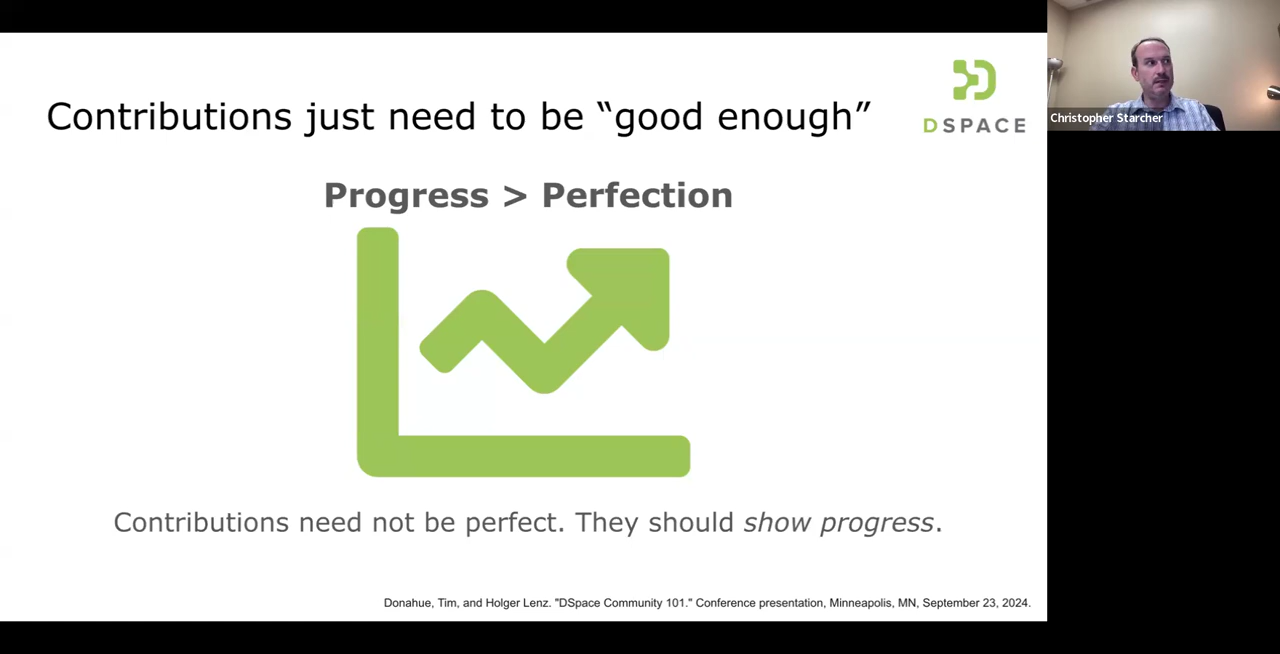 Contributions just need to be “good enough”
DSPACE
Christopher Starcher
Progress > Perfection
Contributions need not be perfect. They should show progress.
Donahue, Tim, and Holger Lenz. "DSpace Community 101." Conference presentation, Minneapolis, MN, September 23, 2024.